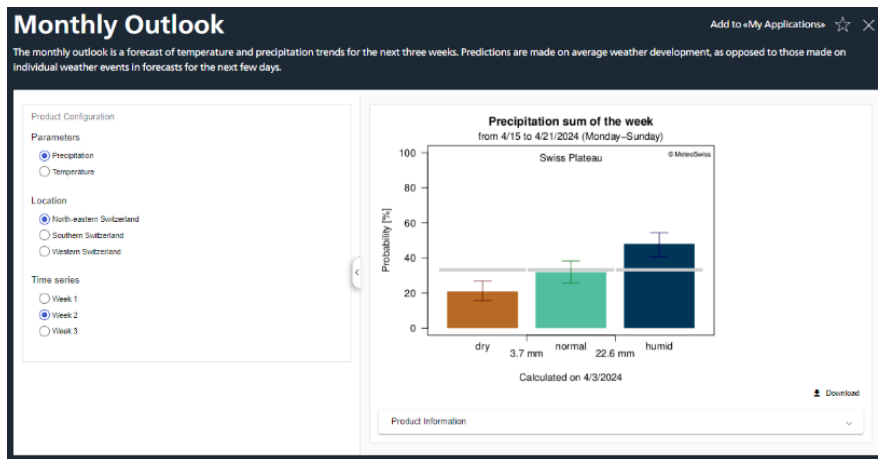 Monthly Outlook
Add to «My Applications»
The monthly outlook is a forecast of temperature and precipitation trends for the next three weeks. Predictions are made on average weather development, as opposed to those made on
individual weather events in forecasts for the next few days.
Product Configuration
Parameters
Precipitation
Temperature
Location
North-eastern Switzerland
Southern Switzerland
Western Switzerland
Time series
Week 1
Week 2
Week 3
Precipitation sum of the week
from 4/15 to 4/21/2024 (Monday–Sunday)
Swiss Plateau
© MeteoSwiss
Probability [%]
100
80
60
40
20
0
dry
normal
humid
3.7 mm
22.6 mm
Calculated on 4/3/2024
Download
Product Information